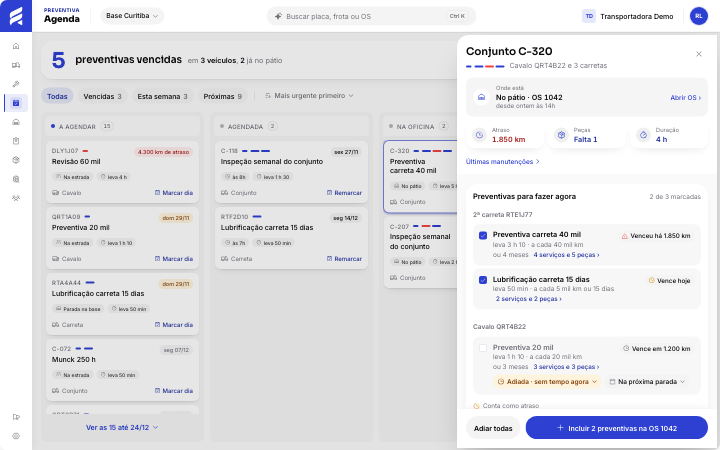 PREVENTIVA
Agenda
Base Curitiba
Buscar placa, frota ou OS
Ctrl K
TD
Transportadora Demo
RL
5 preventivas vencidas em 3 veículos, 2 já no pátio
Todas
Vencidas 3
Esta semana 3
Próximas 9
Mais urgente primeiro
A AGENDAR 15
DLY1J07
4.300 km de atraso
Revisão 60 mil
Na estrada
leva 4 h
Cavalo
Marcar dia
QRT1A09
dom 29/11
Preventiva 20 mil
Na estrada
leva 1 h 10
Cavalo
Marcar dia
RTA4A44
dom 29/11
Lubrificação carreta 15 dias
Parada na base
leva 50 min
Carreta
Marcar dia
C-072
seg 07/12
Munck 250 h
Na estrada
leva 50 min
Conjunto
Marcar dia
Ver as 15 até 24/12
AGENDADA 2
C-118
sex 27/11
Inspeção semanal do conjunto
às 8h
leva 1 h 30
Conjunto
Remarcar
RTF2D10
seg 14/12
Lubrificação carreta 15 dias
às 7h
leva 50 min
Carreta
Remarcar
NA OFICINA 2
C-320
Preventiva
carreta 40 mil
No pátio
leva 5 h
Conjunto
C-207
Inspeção semanal
do conjunto
No pátio
leva 2 h
Conjunto
Conjunto C-320
Cavalo QRT4B22 e 3 carretas
Onde está
No pátio · OS 1042
desde ontem às 14h
Abrir OS ›
Atraso
1.850 km
Peças
Falta 1
Duração
4 h
Últimas manutenções ›
Preventivas para fazer agora
2 de 3 marcadas
2ª carreta RTE1J77
Preventiva carreta 40 mil
Venceu há 1.850 km
leva 3 h 10 · a cada 40 mil km
ou 4 meses
4 serviços e 5 peças ›
Lubrificação carreta 15 dias
Vence hoje
leva 50 min · a cada 5 mil km ou 15 dias
2 serviços e 2 peças ›
Cavalo QRT4B22
Preventiva 20 mil
Vence em 1.200 km
leva 1 h 10 · a cada 20 mil km
ou 3 meses
3 serviços e 8 peças ›
Adiada · sem tempo agora
Na próxima parada
Conta como atraso
Adiar todas
Incluir 2 preventivas na OS 1042